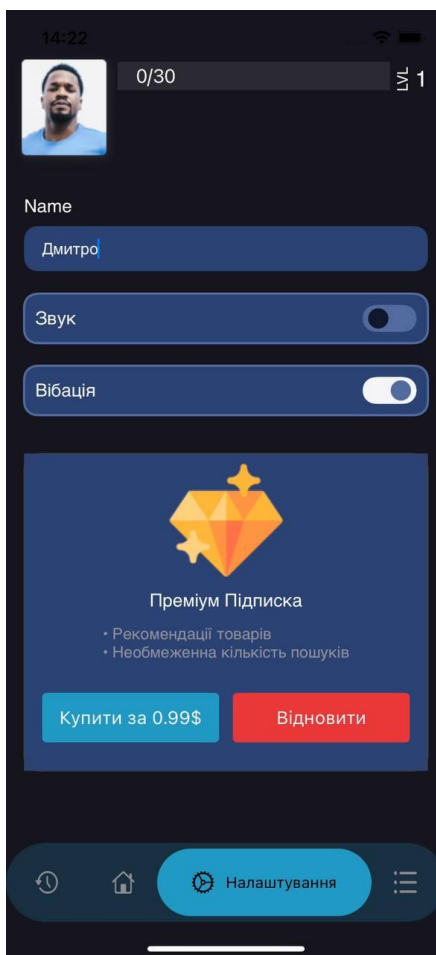 14:22
0/30
LVL 1
Name
Дмитро
Звук
Вібація
Преміум Підписка
• Рекомендації товарів
• Необмеженна кількість пошуків
Купити за 0.99$
Відновити
Налаштування